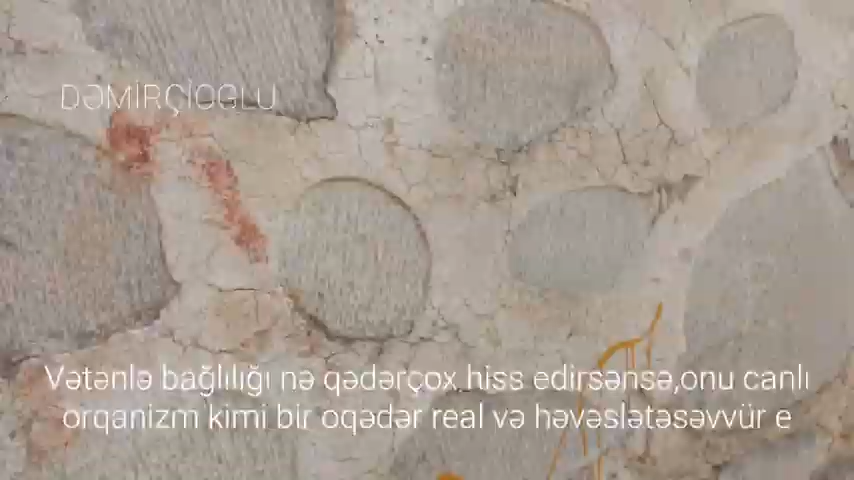 DƏMİRÇİOĞLU
Vətənlə bağlılığı nə qədərçox hiss edirsənsə,onu canlı
orqanizm kimi bir oqədər real və həvəslətəsəvvür e